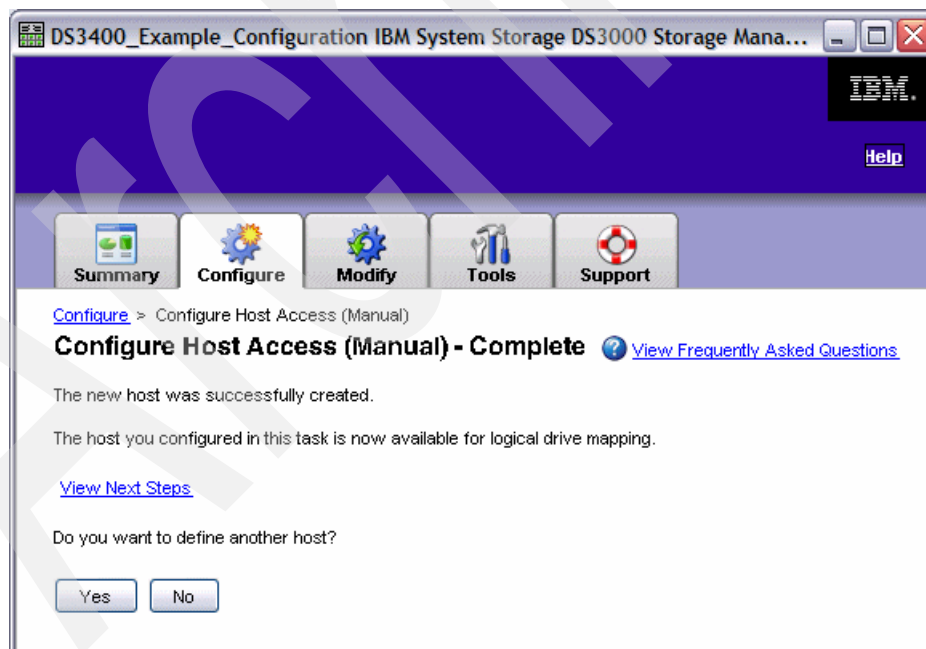 DS3400_Example_Configuration IBM System Storage DS3000 Storage Mana...
IBM.
Help
Summary
Configure
Modify
Tools
Support
Configure > Configure Host Access (Manual)
Configure Host Access (Manual) - Complete
View Frequently Asked Questions
The new host was successfully created.
The host you configured in this task is now available for logical drive mapping.
View Next Steps
Do you want to define another host?
Yes
No